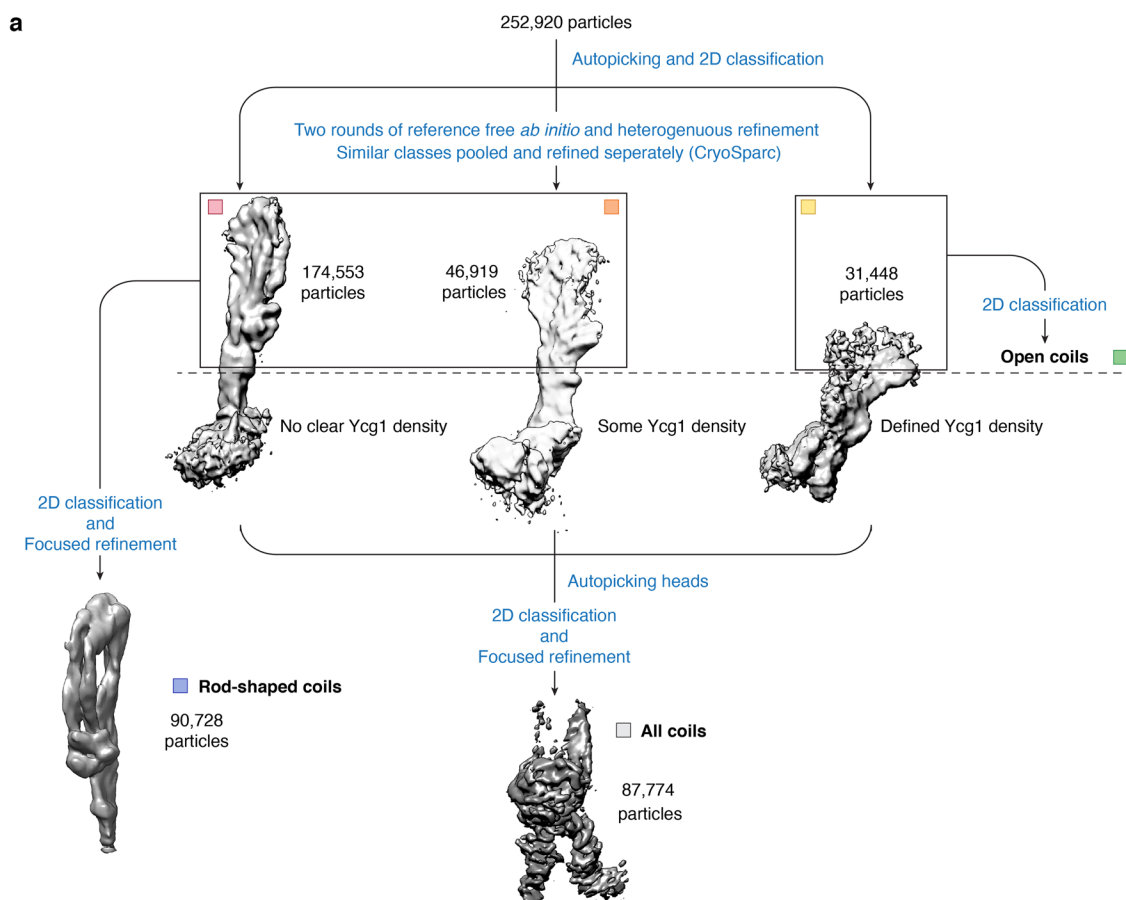 a
252,920 particles
Autopicking and 2D classification
Two rounds of reference free ab initio and heterogenuous refinement
Similar classes pooled and refined seperately (CryoSparc)
174,553
particles
46,919
particles
31,448
particles
2D classification
Open coils
No clear Ycg1 density
Some Ycg1 density
Defined Ycg1 density
2D classification
and
Focused refinement
Autopicking heads
2D classification
and
Focused refinement
Rod-shaped coils
90,728
particles
All coils
87,774
particles